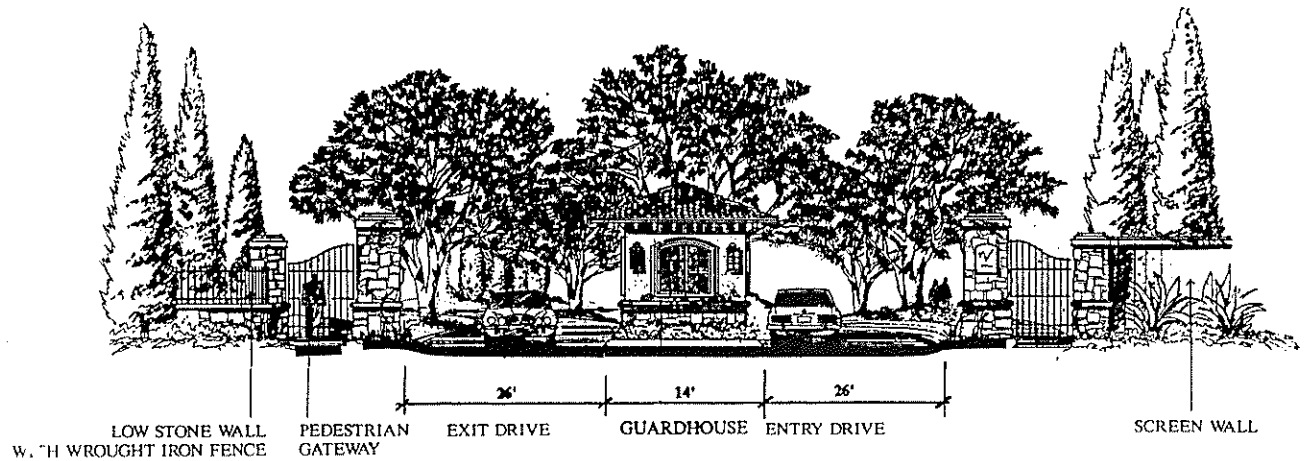 26'
14'
26'
LOW STONE WALL
WROUGHT IRON FENCE
PEDESTRIAN
GATEWAY
EXIT DRIVE
GUARDHOUSE
ENTRY DRIVE
SCREEN WALL